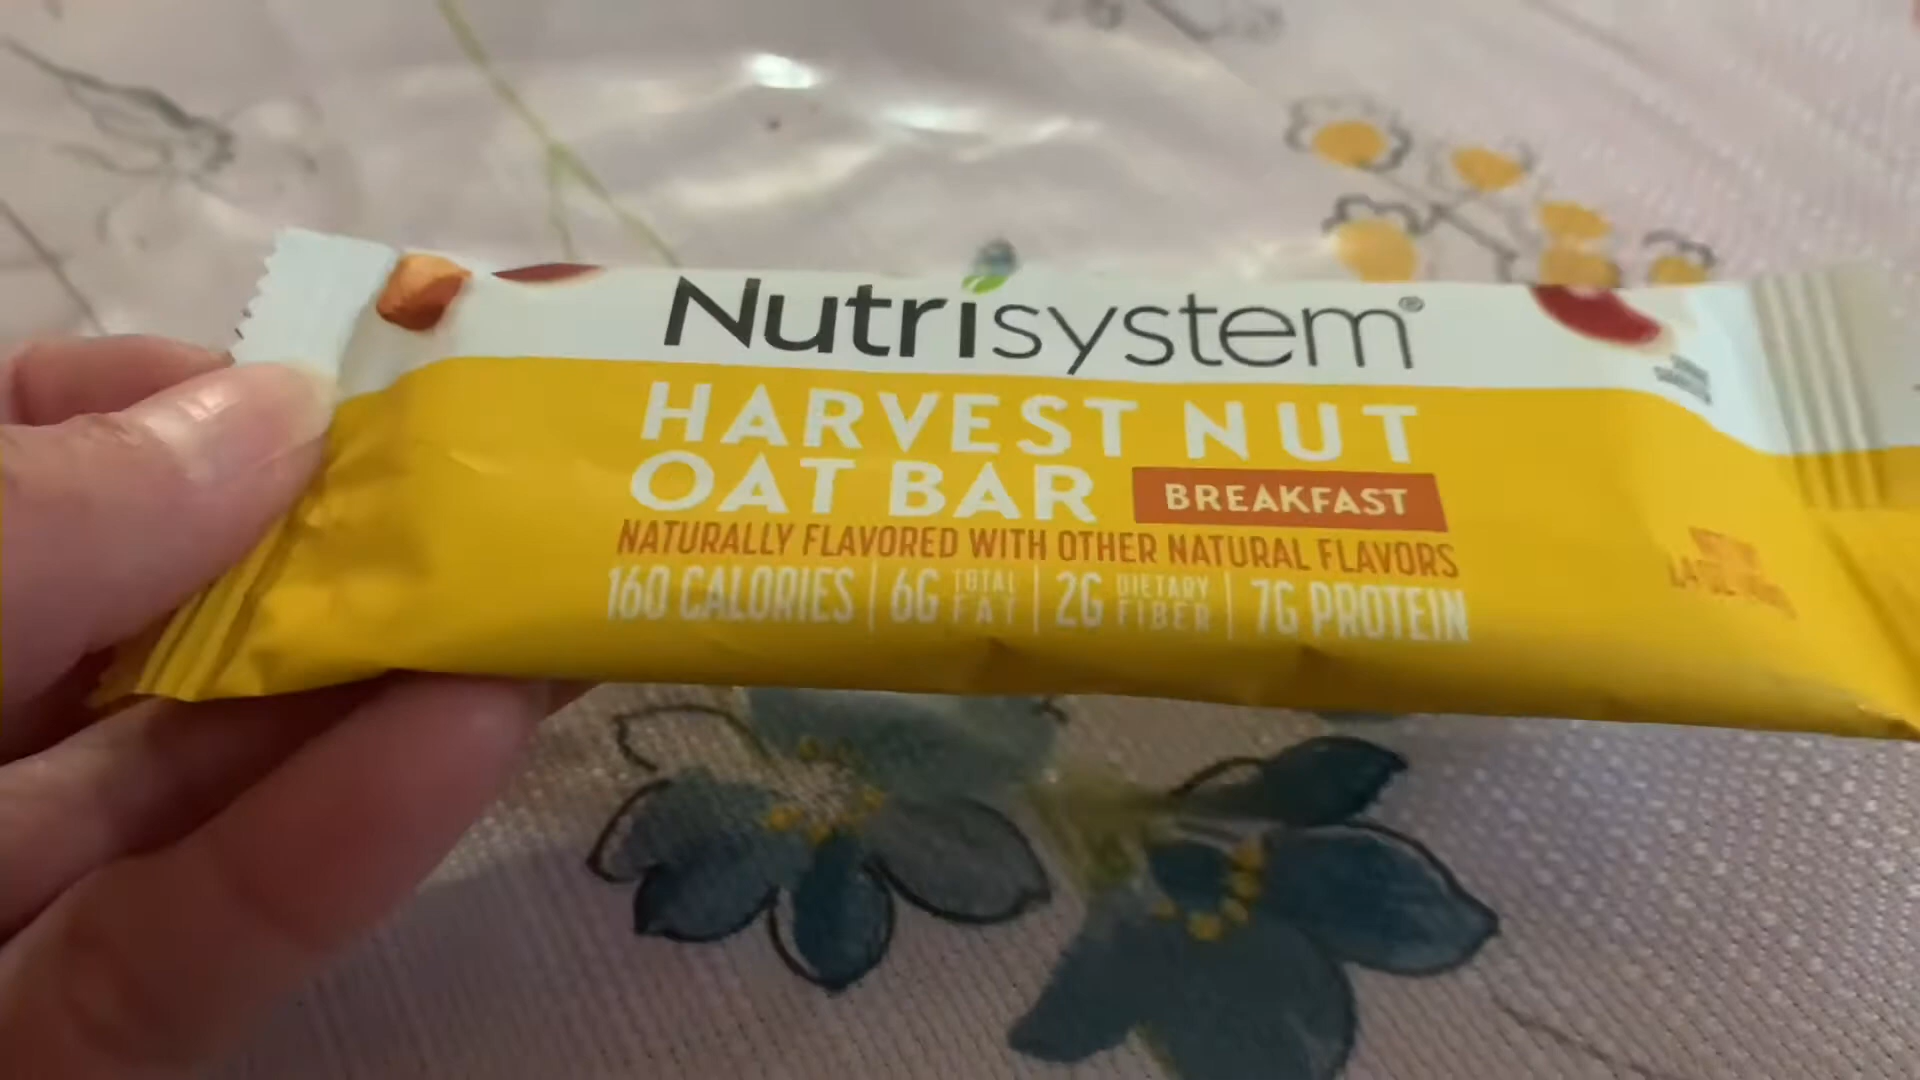 Nutrisystem®
HARVEST NUT
OAT BAR BREAKFAST
NATURALLY FLAVORED WITH OTHER NATURAL FLAVORS
160 CALORIES | 6G TOTAL FAT | 2G DIETARY FIBER | 7G PROTEIN